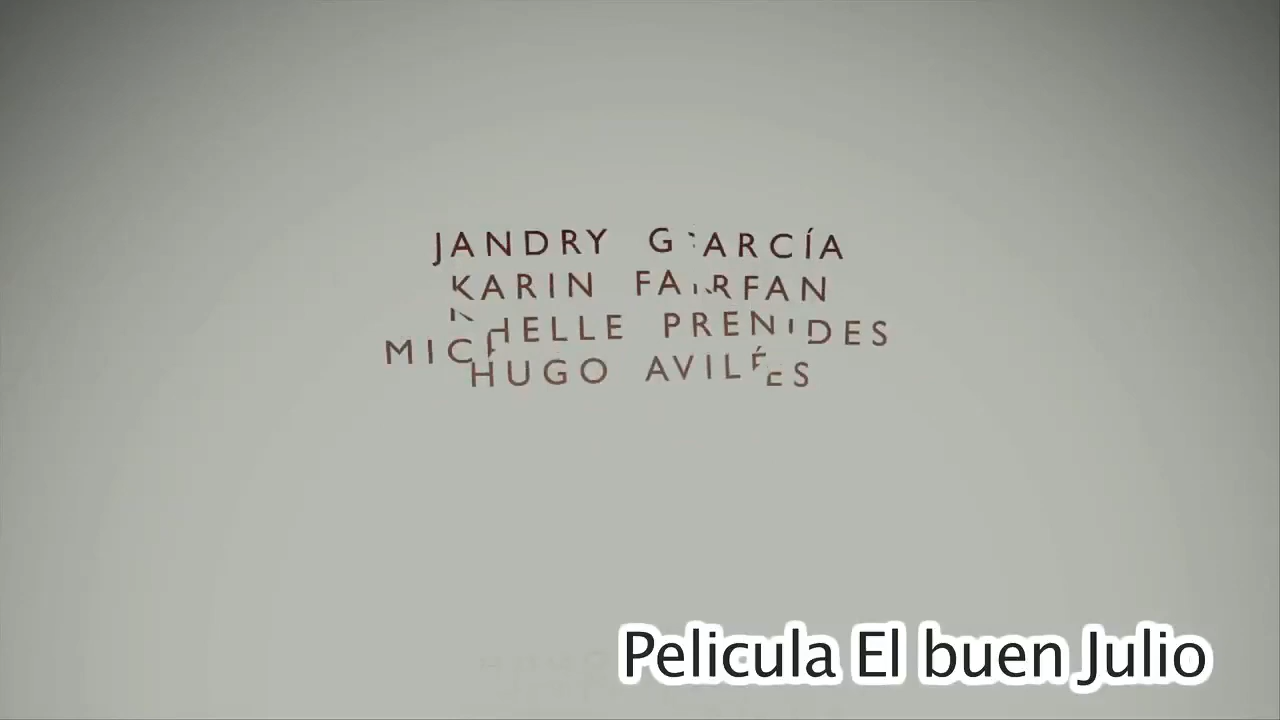 JANDRY GARCÍA
KARIN FAIRFAN
MICHELLE PRENDES
HUGO AVILÉS
Pelicula El buen Julio